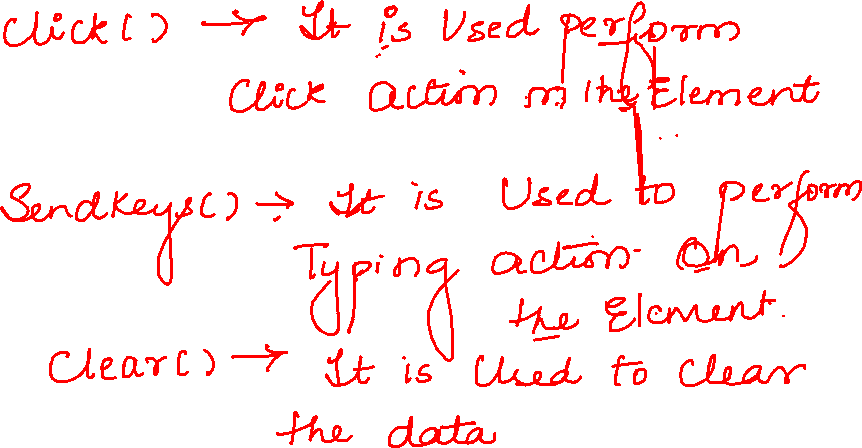 Click() → It is Used perform
Click action on the Element
Sendkeys() → It is Used to perform
Typing action on
the Element.
Clear() → It is Used to Clear
the data